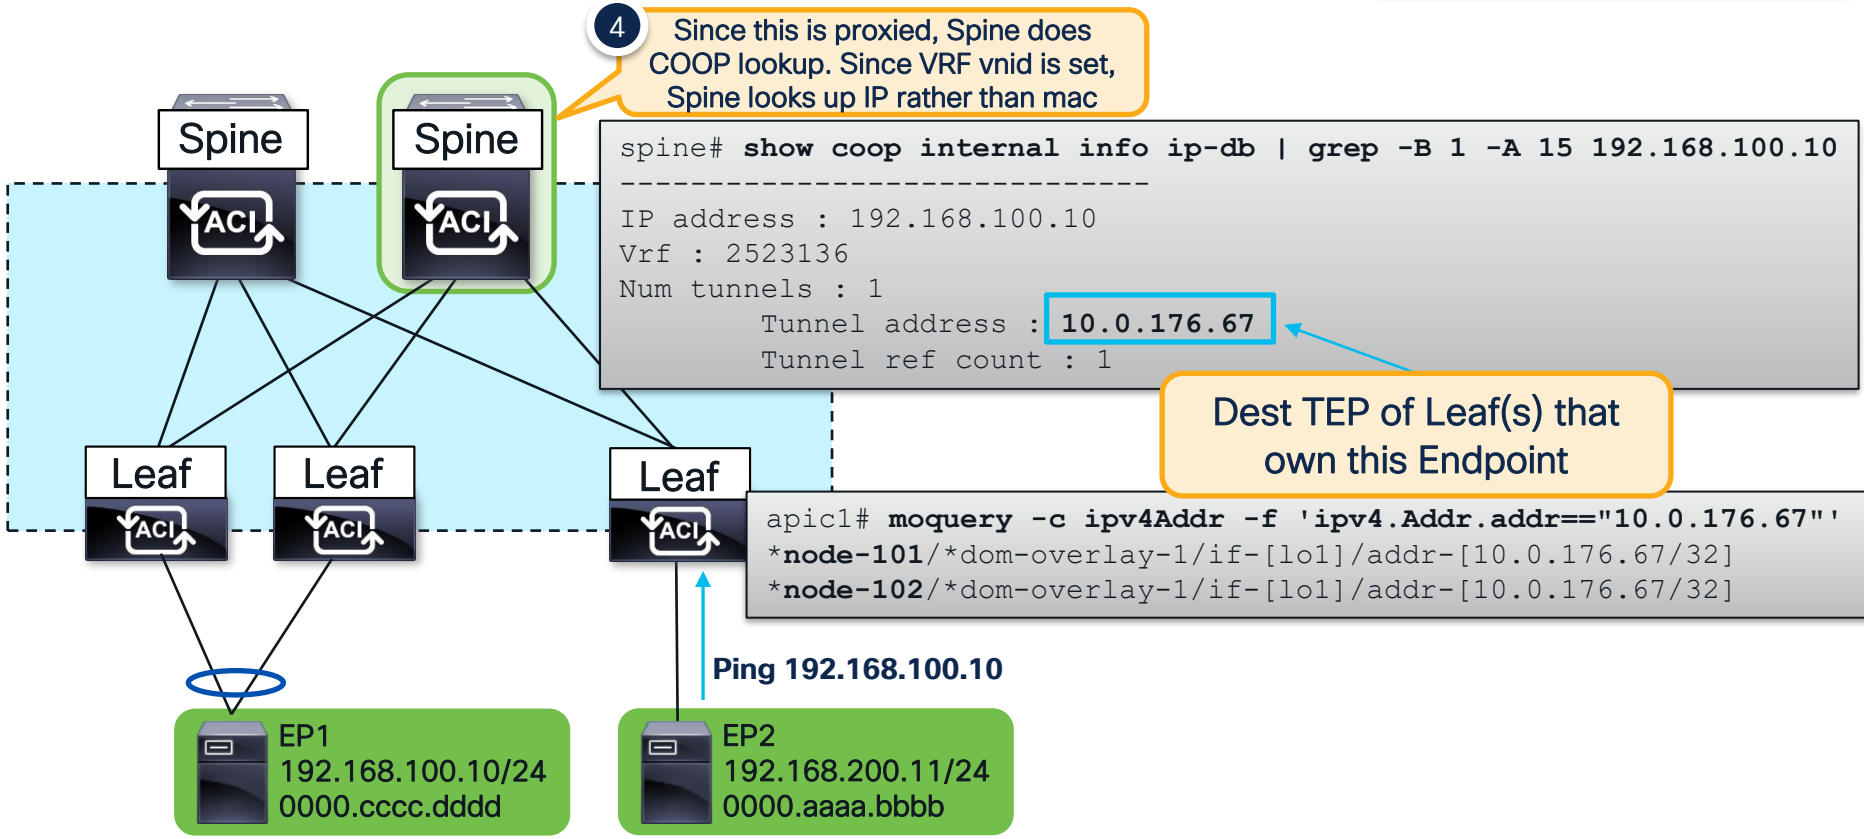 4
Since this is proxied, Spine does
COOP lookup. Since VRF vnid is set,
Spine looks up IP rather than mac
Spine
Spine
ACI
ACI
spine# show coop internal info ip-db | grep -B 1 -A 15 192.168.100.10
------------------------------
IP address : 192.168.100.10
Vrf : 2523136
Num tunnels : 1
Tunnel address : 10.0.176.67
Tunnel ref count : 1
Dest TEP of Leaf(s) that
own this Endpoint
Leaf
Leaf
Leaf
ACI
ACI
ACI
apic1# moquery -c ipv4Addr -f 'ipv4.Addr.addr=="10.0.176.67"'
*node-101/*dom-overlay-1/if-[lo1]/addr-[10.0.176.67/32]
*node-102/*dom-overlay-1/if-[lo1]/addr-[10.0.176.67/32]
Ping 192.168.100.10
EP1
192.168.100.10/24
0000.cccc.dddd
EP2
192.168.200.11/24
0000.aaaa.bbbb